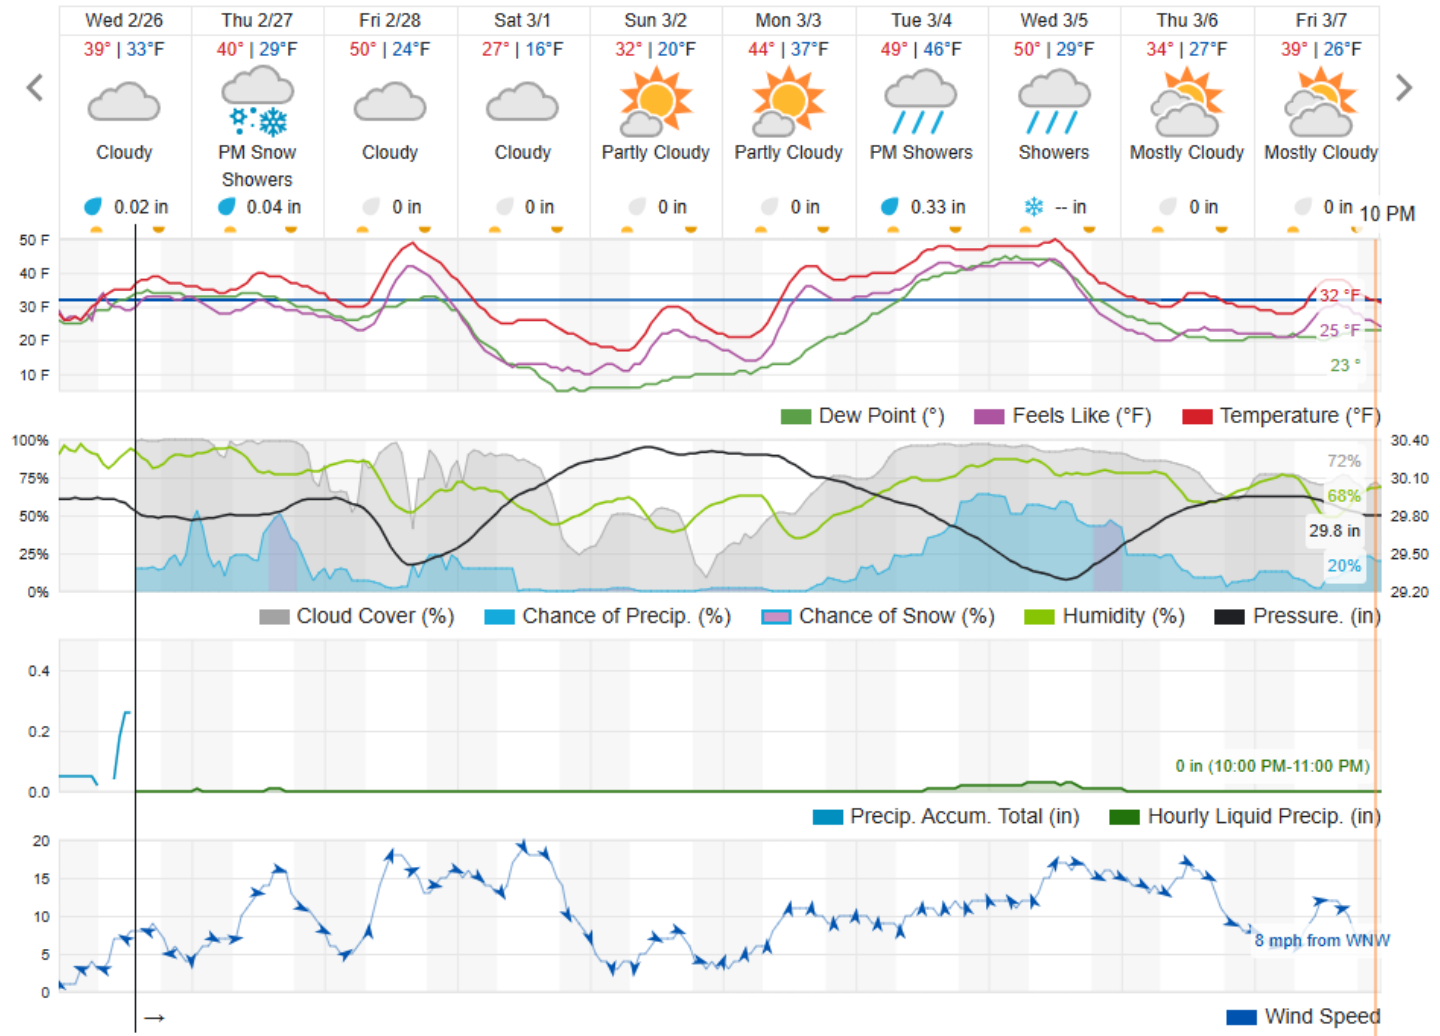 Wed 2/26 Thu 2/27 Fri 2/28 Sat 3/1 Sun 3/2 Mon 3/3 Tue 3/4 Wed 3/5 Thu 3/6 Fri 3/7
39° | 33°F 40° | 29°F 50° | 24°F 27° | 16°F 32° | 20°F 44° | 37°F 49° | 46°F 50° | 29°F 34° | 27°F 39° | 26°F
Cloudy PM Snow Cloudy Cloudy Partly Cloudy Partly Cloudy PM Showers Showers Mostly Cloudy Mostly Cloudy
Showers
0.02 in 0.04 in 0 in 0 in 0 in 0 in 0.33 in -- in 0 in 0 in 10 PM
50 F
40 F
30 F 32 °F
20 F 25 °F
10 F 23 °
Dew Point (°) Feels Like (°F) Temperature (°F)
100% 30.40
72%
75% 30.10
68%
50% 29.80
29.8 in
25% 29.50
20%
0% 29.20
Cloud Cover (%) Chance of Precip. (%) Chance of Snow (%) Humidity (%) Pressure. (in)
0.4
0.2
0 in (10:00 PM-11:00 PM)
0.0
Precip. Accum. Total (in) Hourly Liquid Precip. (in)
20
15
10
8 mph from WNW
5
0
→ Wind Speed